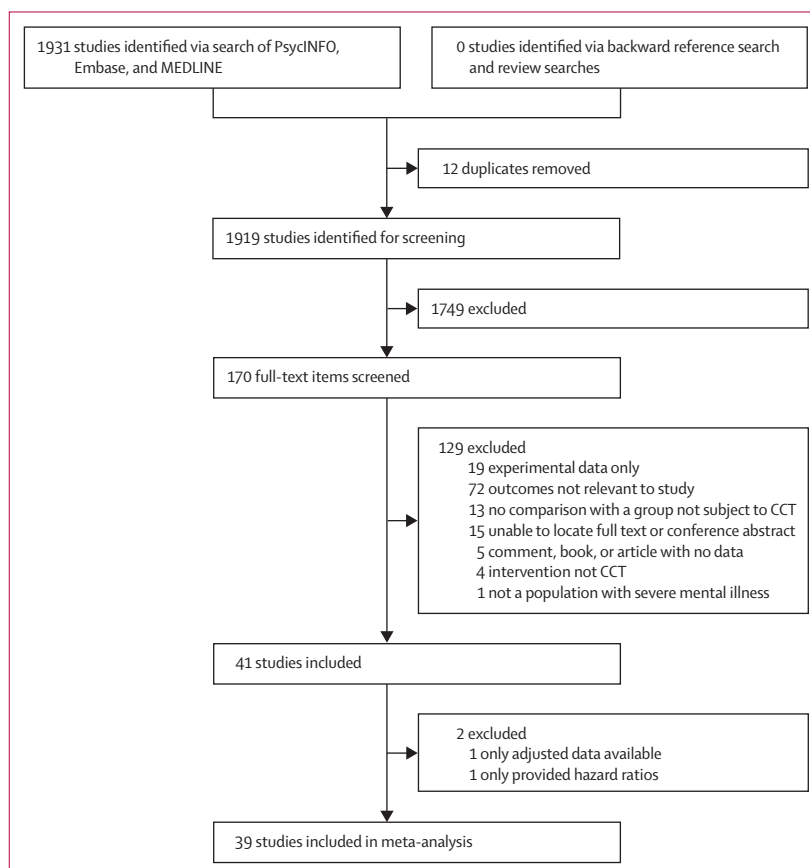 1931 studies identified via search of PsycINFO,
Embase, and MEDLINE
0 studies identified via backward reference search
and review searches
12 duplicates removed
1919 studies identified for screening
1749 excluded
170 full-text items screened
129 excluded
19 experimental data only
72 outcomes not relevant to study
13 no comparison with a group not subject to CCT
15 unable to locate full text or conference abstract
5 comment, book, or article with no data
4 intervention not CCT
1 not a population with severe mental illness
41 studies included
2 excluded
1 only adjusted data available
1 only provided hazard ratios
39 studies included in meta-analysis